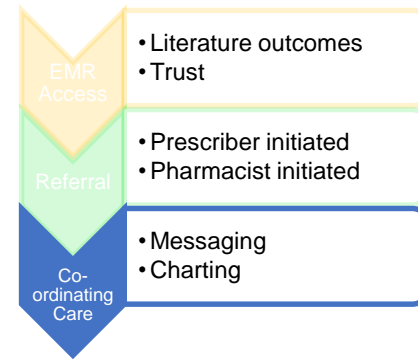 EMR
Access
• Literature outcomes
• Trust
Referral
• Prescriber initiated
• Pharmacist initiated
Co-
ordinating
Care
• Messaging
• Charting